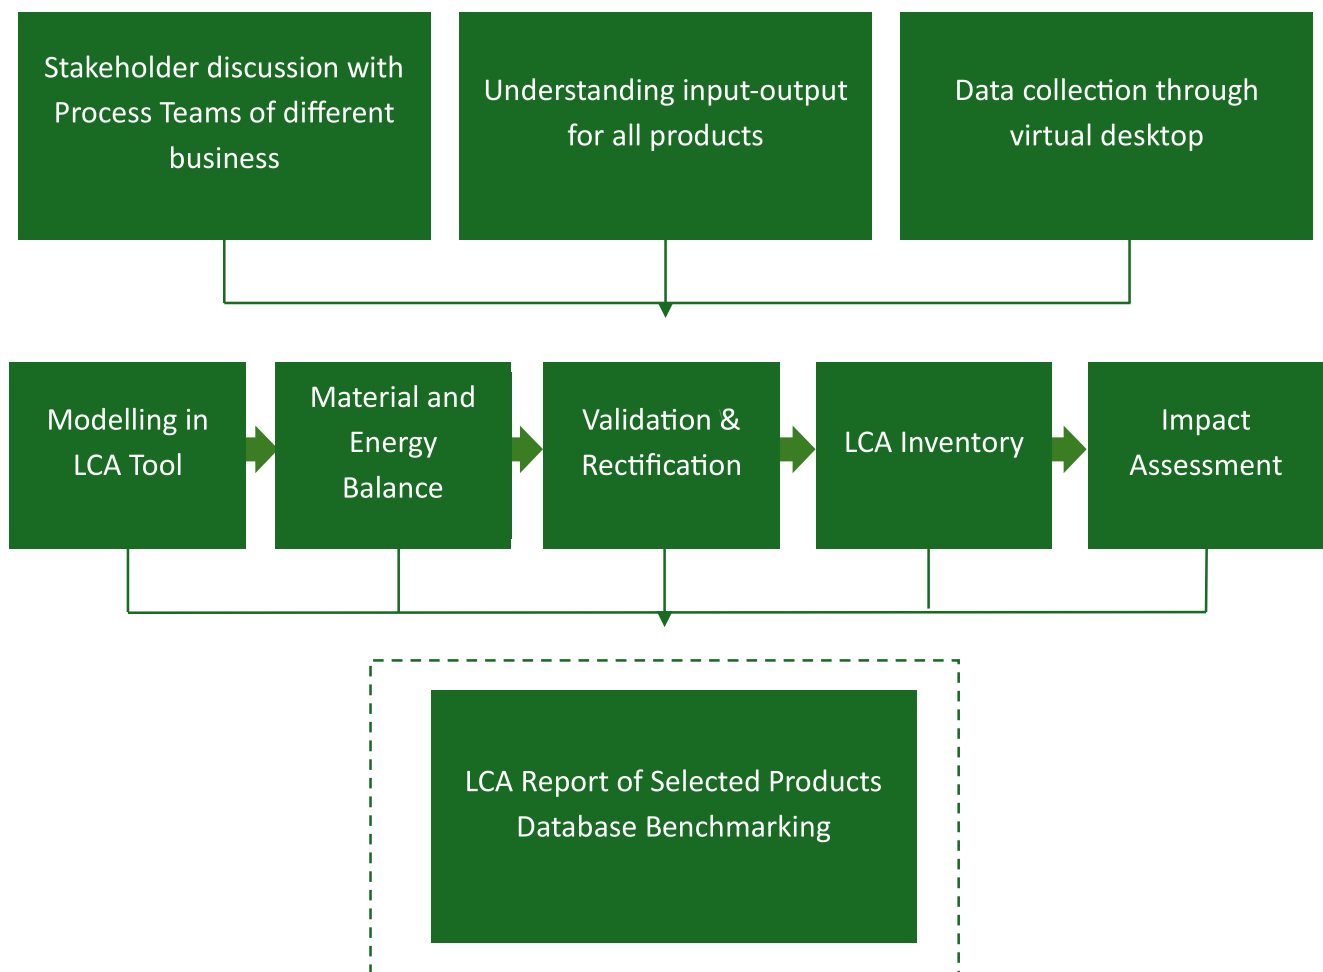 Stakeholder discussion with
Process Teams of different
business
Understanding input-output
for all products
Data collection through
virtual desktop
Modelling in
LCA Tool
Material and
Energy
Balance
Validation &
Rectification
LCA Inventory
Impact
Assessment
LCA Report of Selected Products
Database Benchmarking